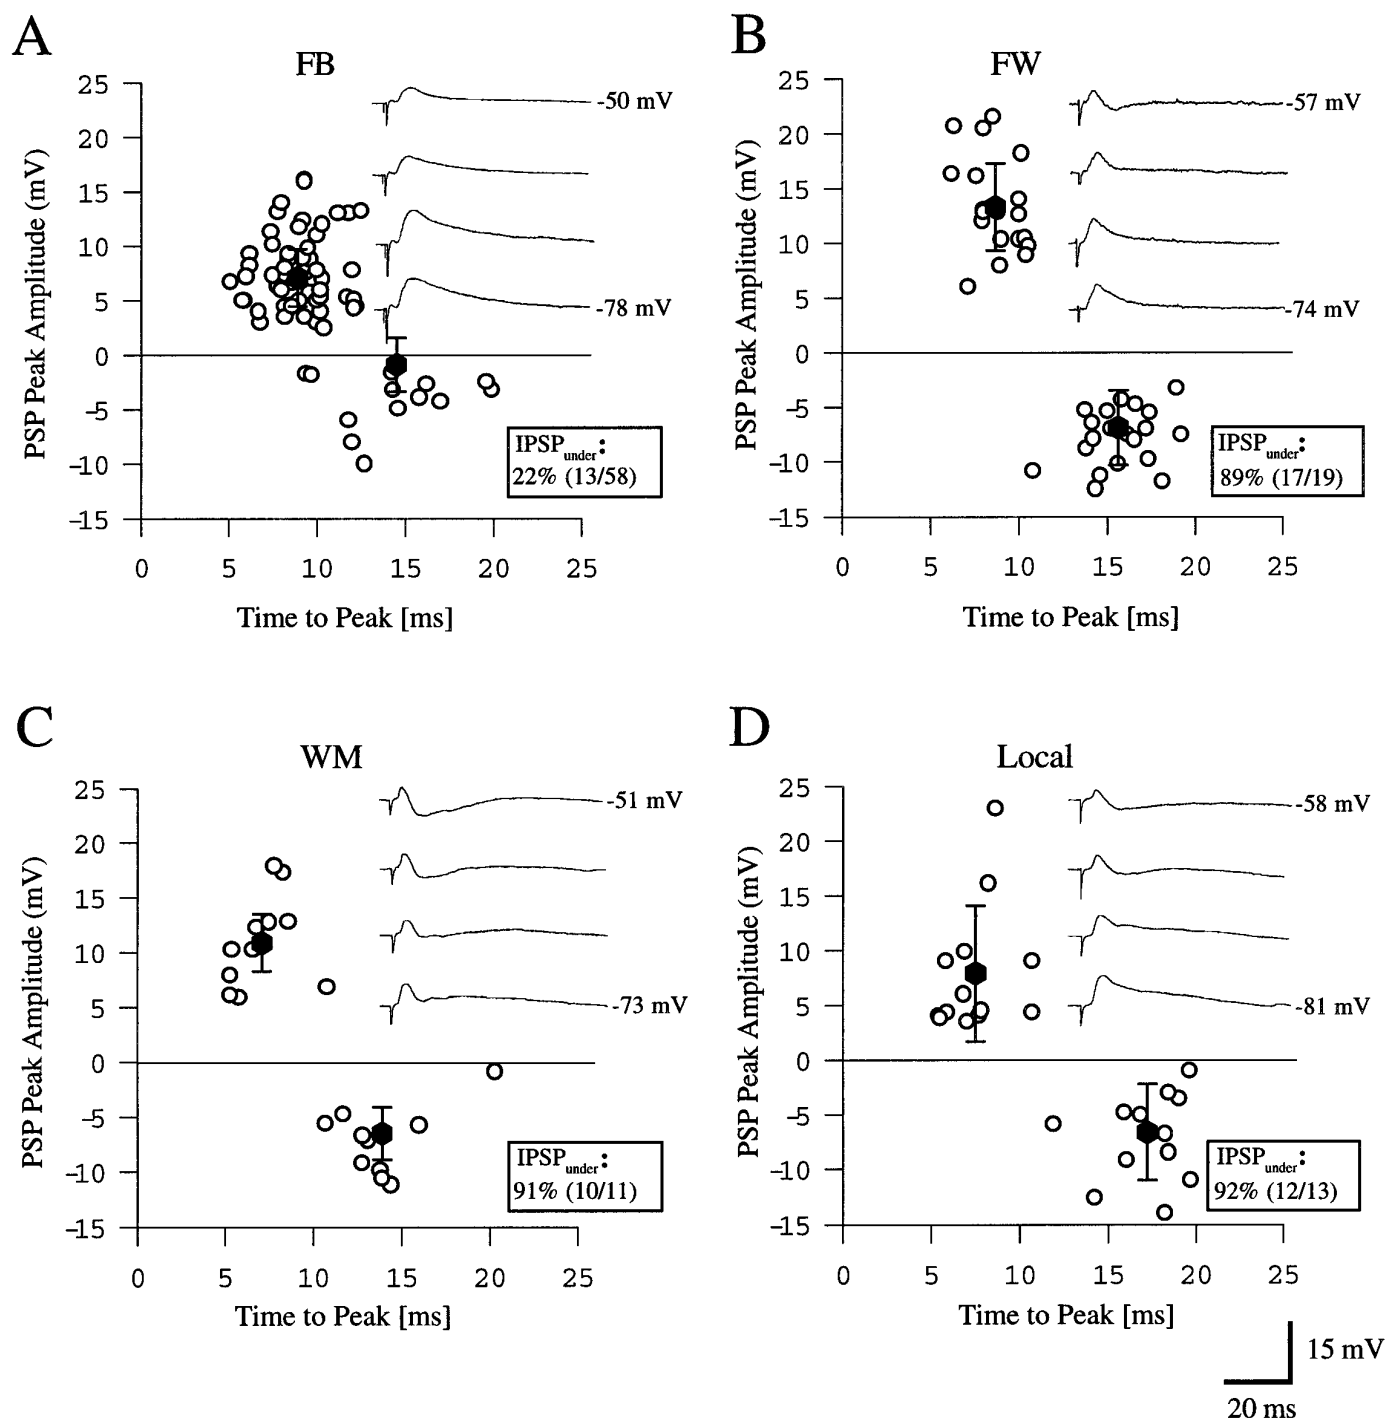 A
FB
25
20
15
10
5
0
−5
−10
−15
PSP Peak Amplitude (mV)
-50 mV
-78 mV
IPSPunder:
22% (13/58)
0 5 10 15 20 25
Time to Peak [ms]
B
FW
25
20
15
10
5
0
−5
−10
−15
PSP Peak Amplitude (mV)
-57 mV
-74 mV
IPSPunder:
89% (17/19)
0 5 10 15 20 25
Time to Peak [ms]
C
WM
25
20
15
10
5
0
−5
−10
−15
PSP Peak Amplitude (mV)
-51 mV
-73 mV
IPSPunder:
91% (10/11)
0 5 10 15 20 25
Time to Peak [ms]
D
Local
25
20
15
10
5
0
−5
−10
−15
PSP Peak Amplitude (mV)
-58 mV
-81 mV
IPSPunder:
92% (12/13)
0 5 10 15 20 25
Time to Peak [ms]
15 mV
20 ms